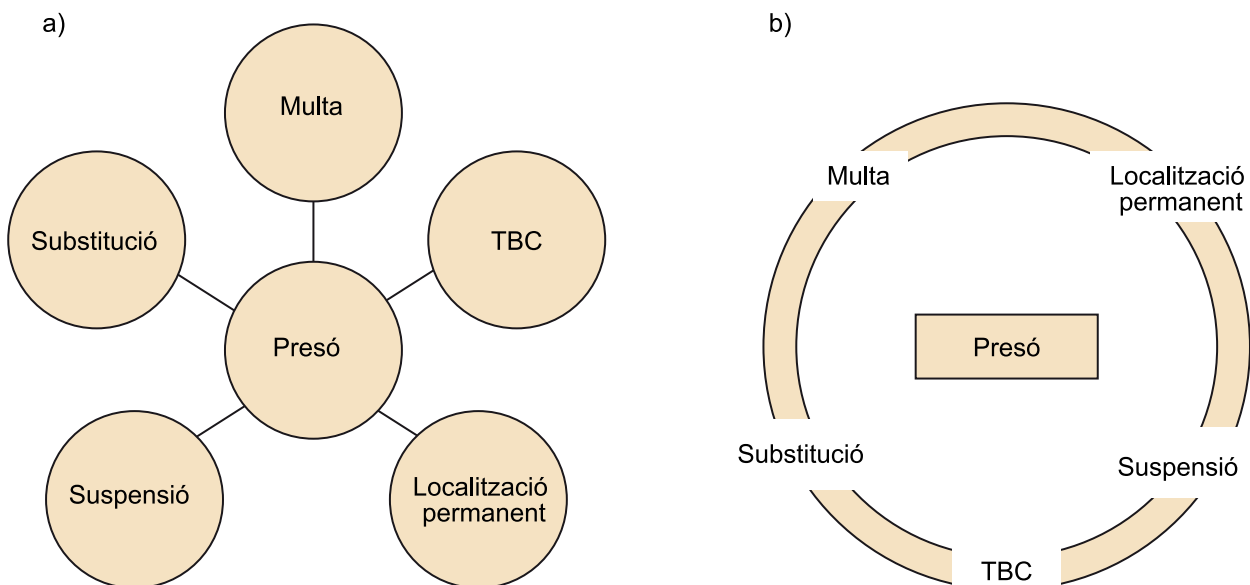 a)
Multa
Substitució
TBC
Presó
Suspensió
Localització
permanent
b)
Multa
Localització
permanent
Presó
Substitució
Suspensió
TBC